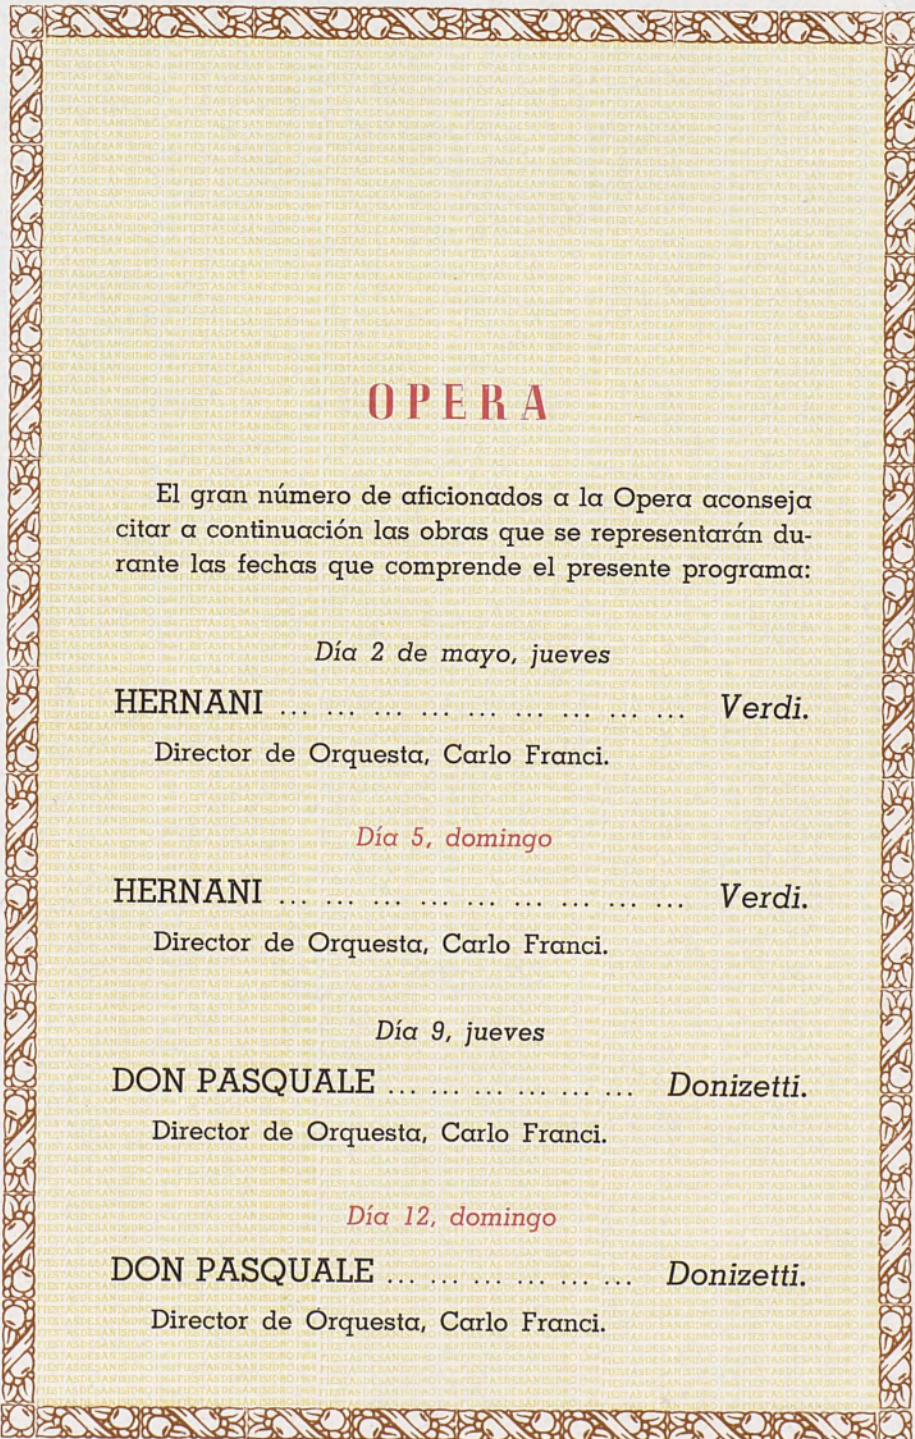 OPERA
El gran número de aficionados a la Opera aconseja
citar a continuación las obras que se representarán du-
rante las fechas que comprende el presente programa:
Día 2 de mayo, jueves
HERNANI ... ... ... ... ... ... ... ... ... Verdi.
Director de Orquesta, Carlo Franci.
Día 5, domingo
HERNANI ... ... ... ... ... ... ... ... ... Verdi.
Director de Orquesta, Carlo Franci.
Día 9, jueves
DON PASQUALE ... ... ... ... ... ... Donizetti.
Director de Orquesta, Carlo Franci.
Día 12, domingo
DON PASQUALE ... ... ... ... ... ... Donizetti.
Director de Orquesta, Carlo Franci.